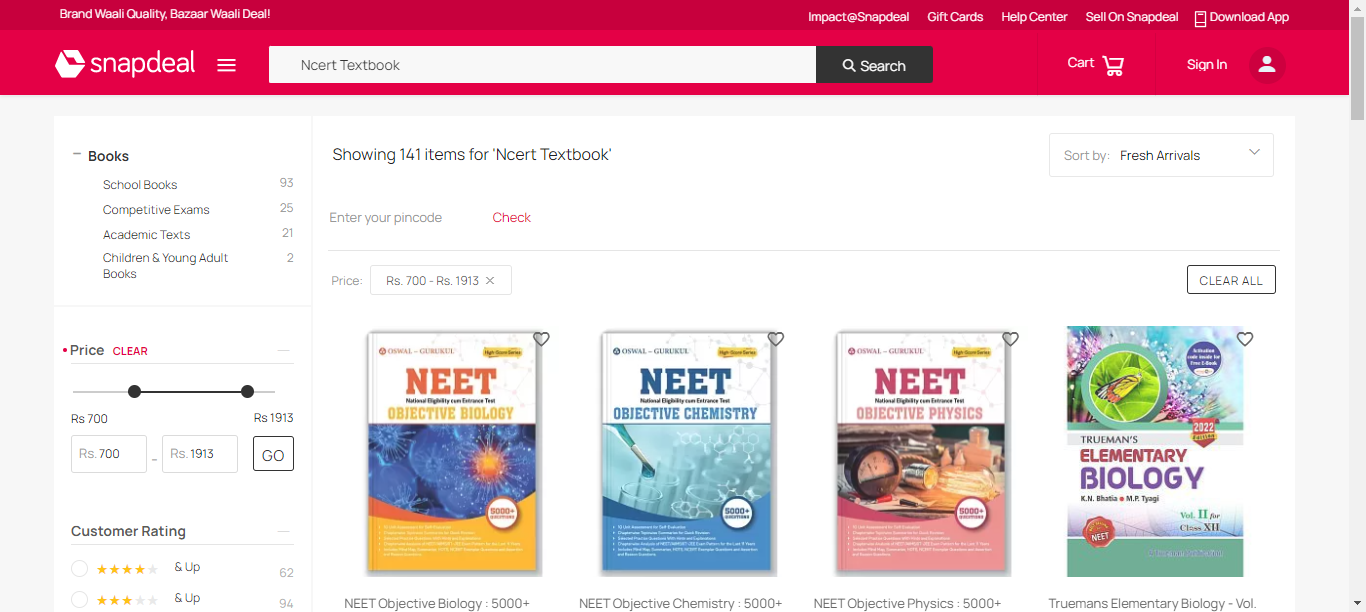 Brand Waali Quality, Bazaar Waali Deal!
Impact@Snapdeal Gift Cards Help Center Sell On Snapdeal Download App
snapdeal
Ncert Textbook
Search
Cart
Sign In
Books
School Books 93
Competitive Exams 25
Academic Texts 21
Children & Young Adult 2
Books
Price CLEAR
Rs 700 Rs 1913
Rs. 700 - Rs. 1913 GO
Customer Rating
& Up 62
& Up 94
Showing 141 items for 'Ncert Textbook'
Sort by: Fresh Arrivals
Enter your pincode Check
Price: Rs. 700 - Rs. 1913 ×
CLEAR ALL
OSWAL - GURUKUL
High Score Series
NEET
National Eligibility cum Entrance Test
OBJECTIVE BIOLOGY
5000+
QUESTIONS
NEET Objective Biology : 5000+
OSWAL - GURUKUL
High Score Series
NEET
National Eligibility cum Entrance Test
OBJECTIVE CHEMISTRY
5000+
QUESTIONS
NEET Objective Chemistry : 5000+
OSWAL - GURUKUL
High Score Series
NEET
National Eligibility cum Entrance Test
OBJECTIVE PHYSICS
5000+
QUESTIONS
NEET Objective Physics : 5000+
Activation
code inside for
Free E-Book
2022
TRUEMAN'S
ELEMENTARY
BIOLOGY
K.N. Bhatia • M.P. Tyagi
Vol. II for
Class XII
NEET
Truemans Elementary Biology - Vol.